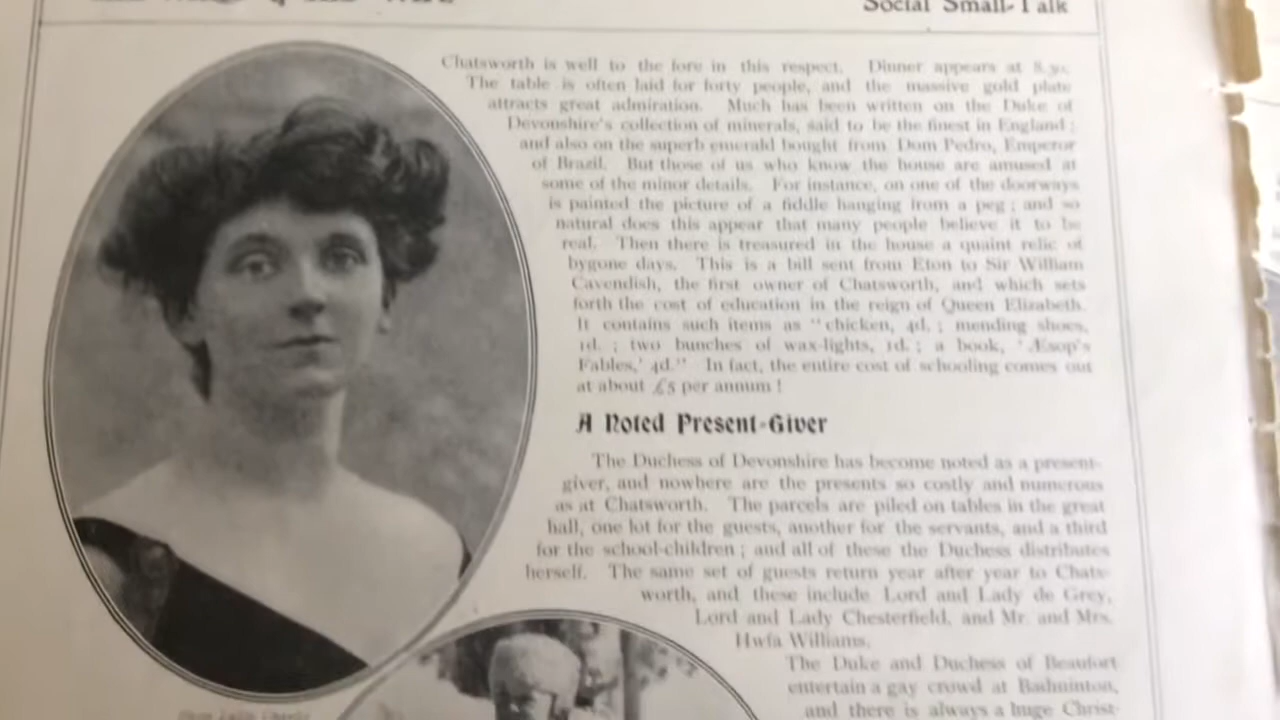 Social Small-Talk
Chatsworth is well to the fore in this respect. Dinner appears at
The table is often laid for forty people, and the massive gold plate
attracts great admiration. Much has been written on the Duke of
Devonshire's collection of minerals, said to be the finest in England;
and also on the superb emerald bought from Dom Pedro, Emperor
of Brazil. But those of us who know the house are amused at
some of the minor details. For instance, on one of the doorways
is painted the picture of a fiddle hanging from a peg; and so
natural does this appear that many people believe it to be
real. Then there is treasured in the house a quaint relic of
bygone days. This is a bill sent from Eton to Sir William
Cavendish, the first owner of Chatsworth, and which sets
forth the cost of education in the reign of Queen Elizabeth.
It contains such items as "chicken, 4d.; mending shoes,
1d.; two bunches of wax-lights, 1d.; a book, 'Æsop's
Fables,' 4d." In fact, the entire cost of schooling comes out
at about £5 per annum!
A Noted Present-Giver
The Duchess of Devonshire has become noted as a present-
giver, and nowhere are the presents so costly and numerous
as at Chatsworth. The parcels are piled on tables in the great
hall, one lot for the guests, another for the servants, and a third
for the school-children; and all of these the Duchess distributes
herself. The same set of guests return year after year to Chats-
worth, and these include Lord and Lady de Grey,
Lord and Lady Chesterfield, and Mr. and Mrs.
Hwfa Williams.
The Duke and Duchess of Beaufort
entertain a gay crowd at Badminton,
and there is always a huge Christ-